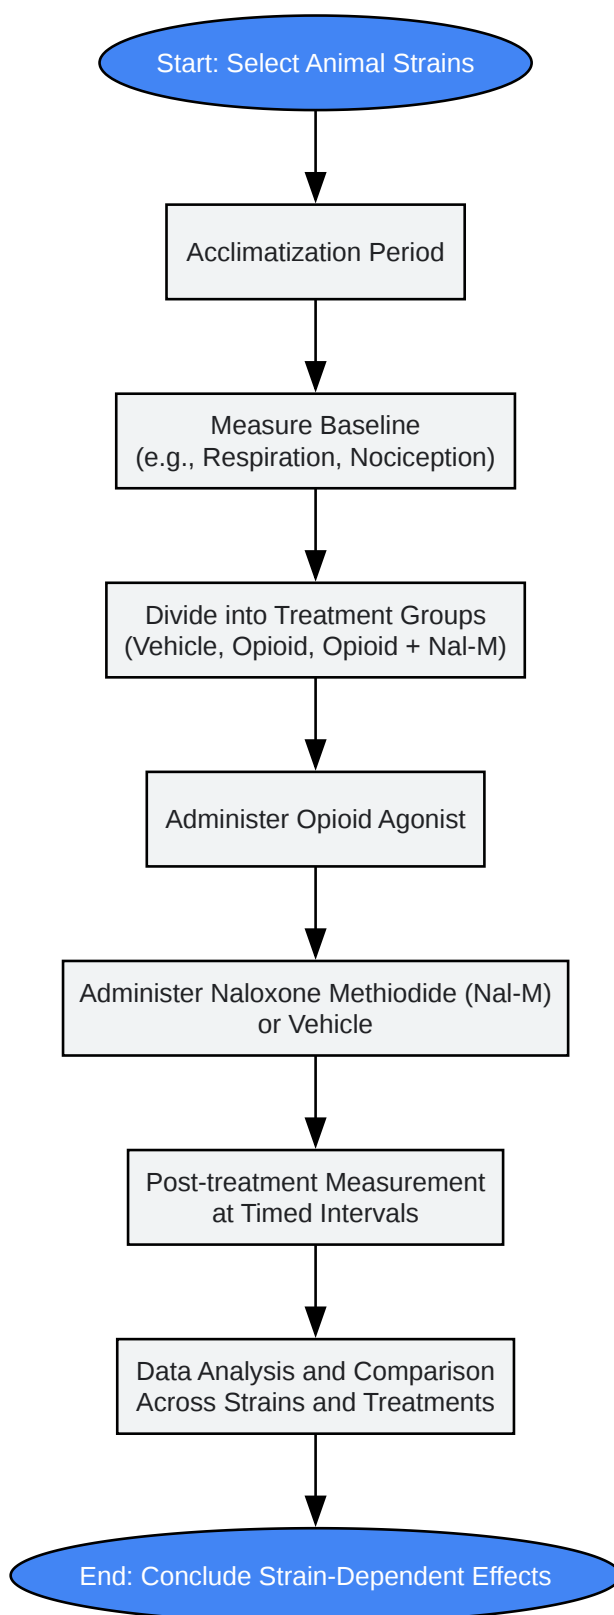 Start: Select Animal Strains
Acclimatization Period
Measure Baseline
(e.g., Respiration, Nociception)
Divide into Treatment Groups
(Vehicle, Opioid, Opioid + Nal-M)
Administer Opioid Agonist
Administer Naloxone Methiodide (Nal-M)
or Vehicle
Post-treatment Measurement
at Timed Intervals
Data Analysis and Comparison
Across Strains and Treatments
End: Conclude Strain-Dependent Effects